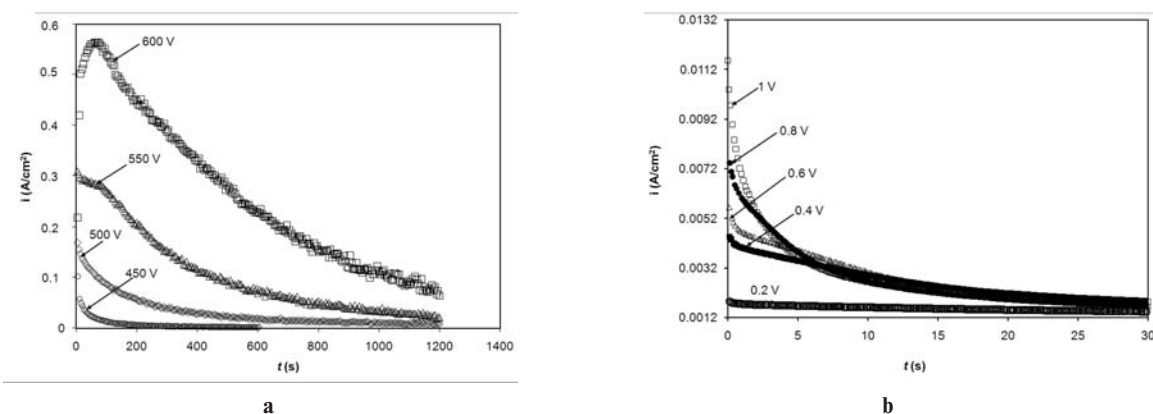 0.6
0.5
0.4
0.3
0.2
0.1
0
i (A/cm²)
600 V
550 V
500 V
450 V
0 200 400 600 800 1000 1200 1400
t (s)
a
0.0132
0.0112
0.0092
0.0072
0.0052
0.0032
0.0012
i (A/cm²)
1 V
0.8 V
0.6 V
0.4 V
0.2 V
0 5 10 15 20 25 30
t (s)
b